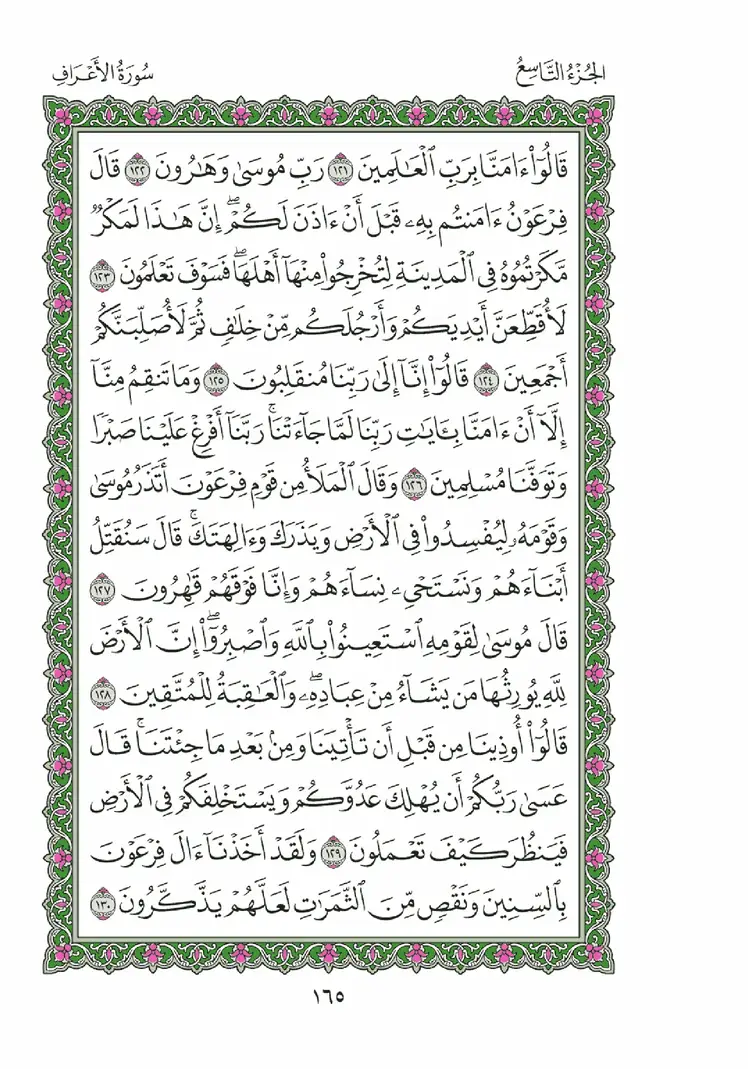 الجُزْءُ التَّاسِعُ
سُورَةُ الأَعْرَافِ
قَالُوٓاْ ءَامَنَّا بِرَبِّ ٱلْعَٰلَمِينَ ١٢١ رَبِّ مُوسَىٰ وَهَٰرُونَ ١٢٢ قَالَ
فِرْعَوْنُ ءَامَنتُم بِهِۦ قَبْلَ أَنْ ءَاذَنَ لَكُمْۖ إِنَّ هَٰذَا لَمَكْرٌ
مَّكَرْتُمُوهُ فِى ٱلْمَدِينَةِ لِتُخْرِجُواْ مِنْهَآ أَهْلَهَاۖ فَسَوْفَ تَعْلَمُونَ ١٢٣
لَأُقَطِّعَنَّ أَيْدِيَكُمْ وَأَرْجُلَكُم مِّنْ خِلَٰفٍ ثُمَّ لَأُصَلِّبَنَّكُمْ
أَجْمَعِينَ ١٢٤ قَالُوٓاْ إِنَّآ إِلَىٰ رَبِّنَا مُنقَلِبُونَ ١٢٥ وَمَا تَنقِمُ مِنَّآ
إِلَّآ أَنْ ءَامَنَّا بِـَٔايَٰتِ رَبِّنَا لَمَّا جَآءَتْنَاۚ رَبَّنَآ أَفْرِغْ عَلَيْنَا صَبْرًا
وَتَوَفَّنَا مُسْلِمِينَ ١٢٦ وَقَالَ ٱلْمَلَأُ مِن قَوْمِ فِرْعَوْنَ أَتَذَرُ مُوسَىٰ
وَقَوْمَهُۥ لِيُفْسِدُواْ فِى ٱلْأَرْضِ وَيَذَرَكَ وَءَالِهَتَكَۚ قَالَ سَنُقَتِّلُ
أَبْنَآءَهُمْ وَنَسْتَحْىِۦ نِسَآءَهُمْ وَإِنَّا فَوْقَهُمْ قَٰهِرُونَ ١٢٧
قَالَ مُوسَىٰ لِقَوْمِهِ ٱسْتَعِينُواْ بِٱللَّهِ وَٱصْبِرُوٓاْۖ إِنَّ ٱلْأَرْضَ
لِلَّهِ يُورِثُهَا مَن يَشَآءُ مِنْ عِبَادِهِۦۖ وَٱلْعَٰقِبَةُ لِلْمُتَّقِينَ ١٢٨
قَالُوٓاْ أُوذِينَا مِن قَبْلِ أَن تَأْتِيَنَا وَمِنۢ بَعْدِ مَا جِئْتَنَاۚ قَالَ
عَسَىٰ رَبُّكُمْ أَن يُهْلِكَ عَدُوَّكُمْ وَيَسْتَخْلِفَكُمْ فِى ٱلْأَرْضِ
فَيَنظُرَ كَيْفَ تَعْمَلُونَ ١٢٩ وَلَقَدْ أَخَذْنَآ ءَالَ فِرْعَوْنَ
بِٱلسِّنِينَ وَنَقْصٍ مِّنَ ٱلثَّمَرَٰتِ لَعَلَّهُمْ يَذَّكَّرُونَ ١٣٠
١٦٥